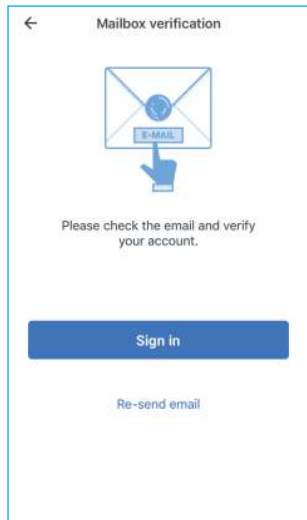 Mailbox verification
E-MAIL
Please check the email and verify
your account.
Sign in
Re-send email